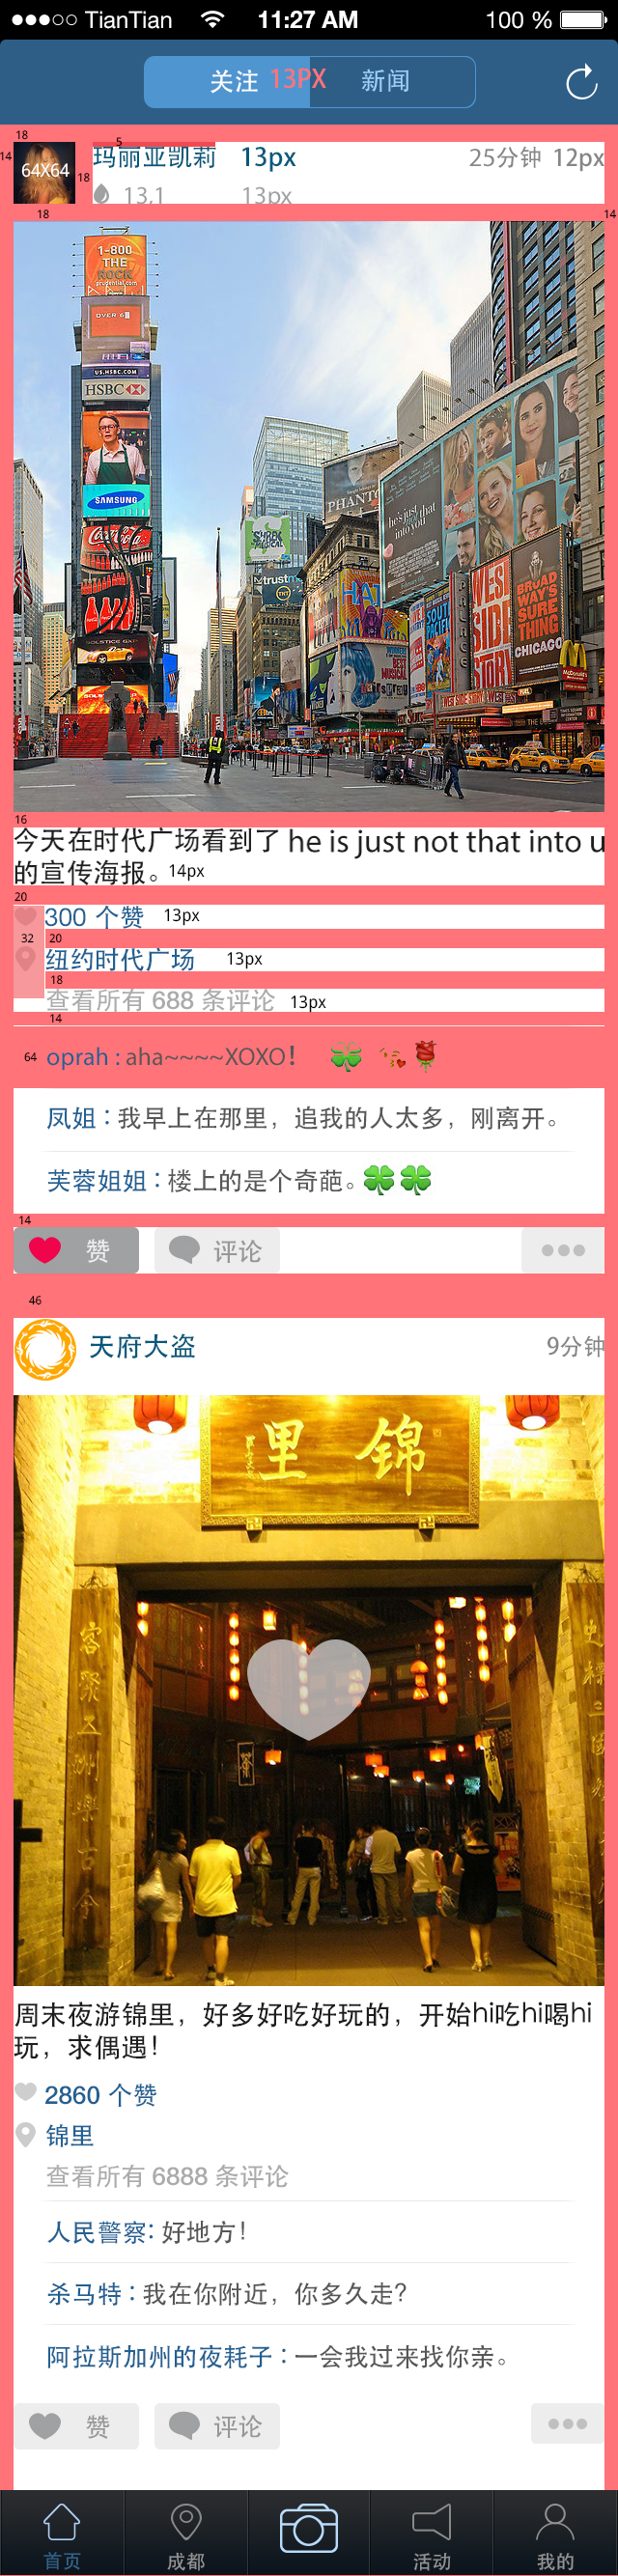 TianTian 11:27 AM 100 %
关注 13PX 新闻
18
5
14 64X64 18 玛丽亚凯莉 13px 25分钟 12px
13,1 13px
18 14
1-800
THE
ROCK
prudential.com
OVER 6
US.HSBC.COM
HSBC
SAMSUNG
Coca-Cola
SOLSTICE
trust
TNT
PHANTO
he's just not that into you
WEST SIDE STORY
BROADWAY'S SURE THING
CHICAGO
McDonald's
16
今天在时代广场看到了 he is just not that into u
的宣传海报。 14px
20
300 个赞 13px
32 20
纽约时代广场 13px
18
查看所有 688 条评论 13px
14
64 oprah : aha~~~~XOXO!
凤姐 : 我早上在那里，追我的人太多，刚离开。
芙蓉姐姐 : 楼上的是个奇葩。
14
赞 评论
46
天府大盗 9分钟
里 锦
周末夜游锦里，好多好吃好玩的，开始hi吃hi喝hi
玩，求偶遇！
2860 个赞
锦里
查看所有 6888 条评论
人民警察: 好地方！
杀马特 : 我在你附近，你多久走?
阿拉斯加州的夜耗子 : 一会我过来找你亲。
赞 评论
首页 成都 活动 我的